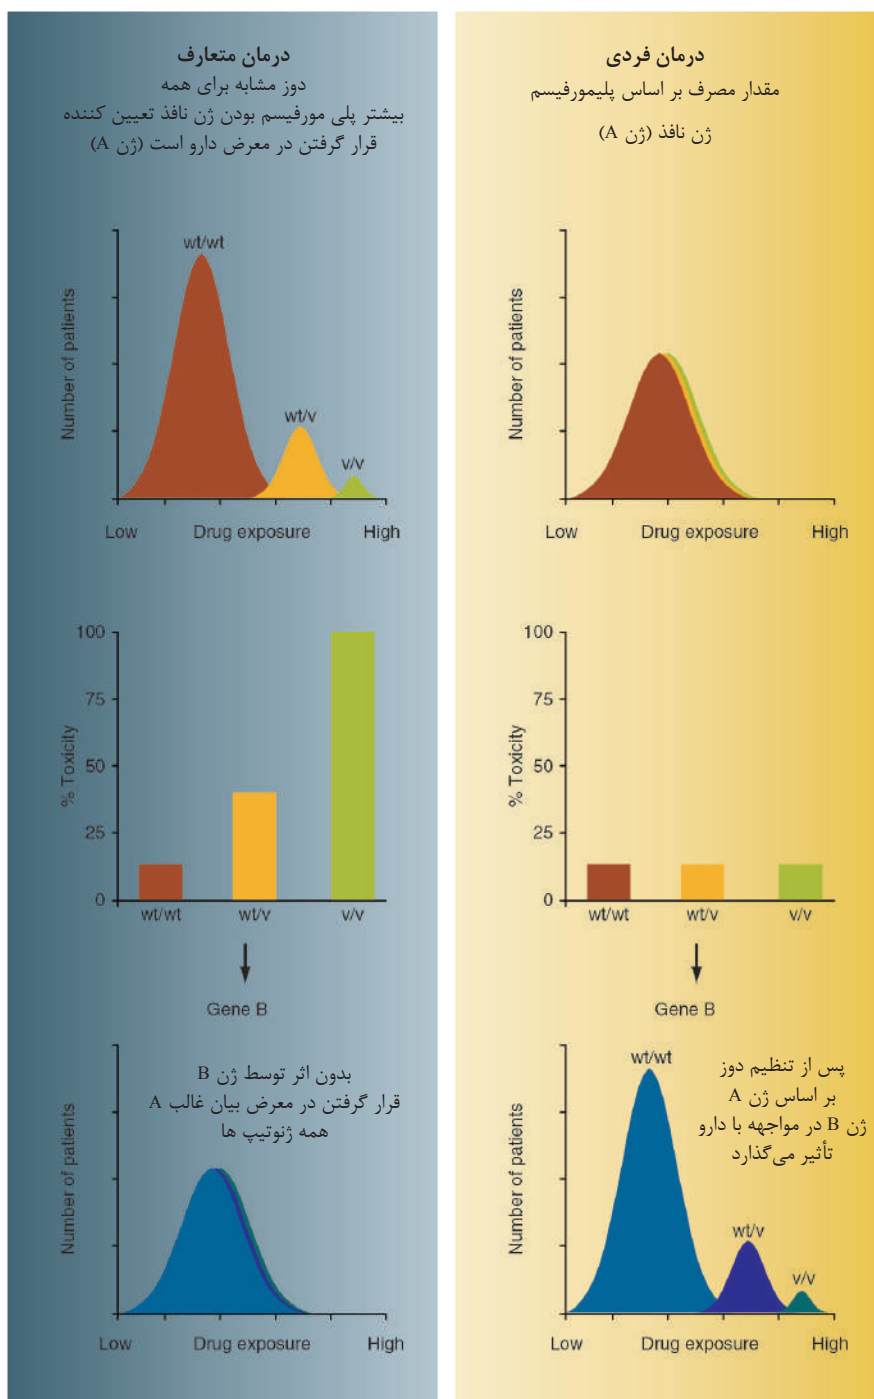 درمان متعارف
دوز مشابه برای همه
بیشتر پلی مورفیسم بودن ژن نافذ تعیین کننده
قرار گرفتن در معرض دارو است (ژن A)
Number of patients
wt/wt
wt/v
v/v
Low Drug exposure High
% Toxicity
100
75
50
25
0
wt/wt wt/v v/v
Gene B
بدون اثر توسط ژن B
قرار گرفتن در معرض بیان غالب A
همه ژنوتیپ ها
Number of patients
Low Drug exposure High
درمان فردی
مقدار مصرف بر اساس پلیمورفیسم
ژن نافذ (ژن A)
Number of patients
Low Drug exposure High
% Toxicity
100
75
50
25
0
wt/wt wt/v v/v
Gene B
پس از تنظیم دوز
بر اساس ژن A
ژن B در مواجهه با دارو
تأثیر می‌گذارد
Number of patients
wt/wt
wt/v
v/v
Low Drug exposure High